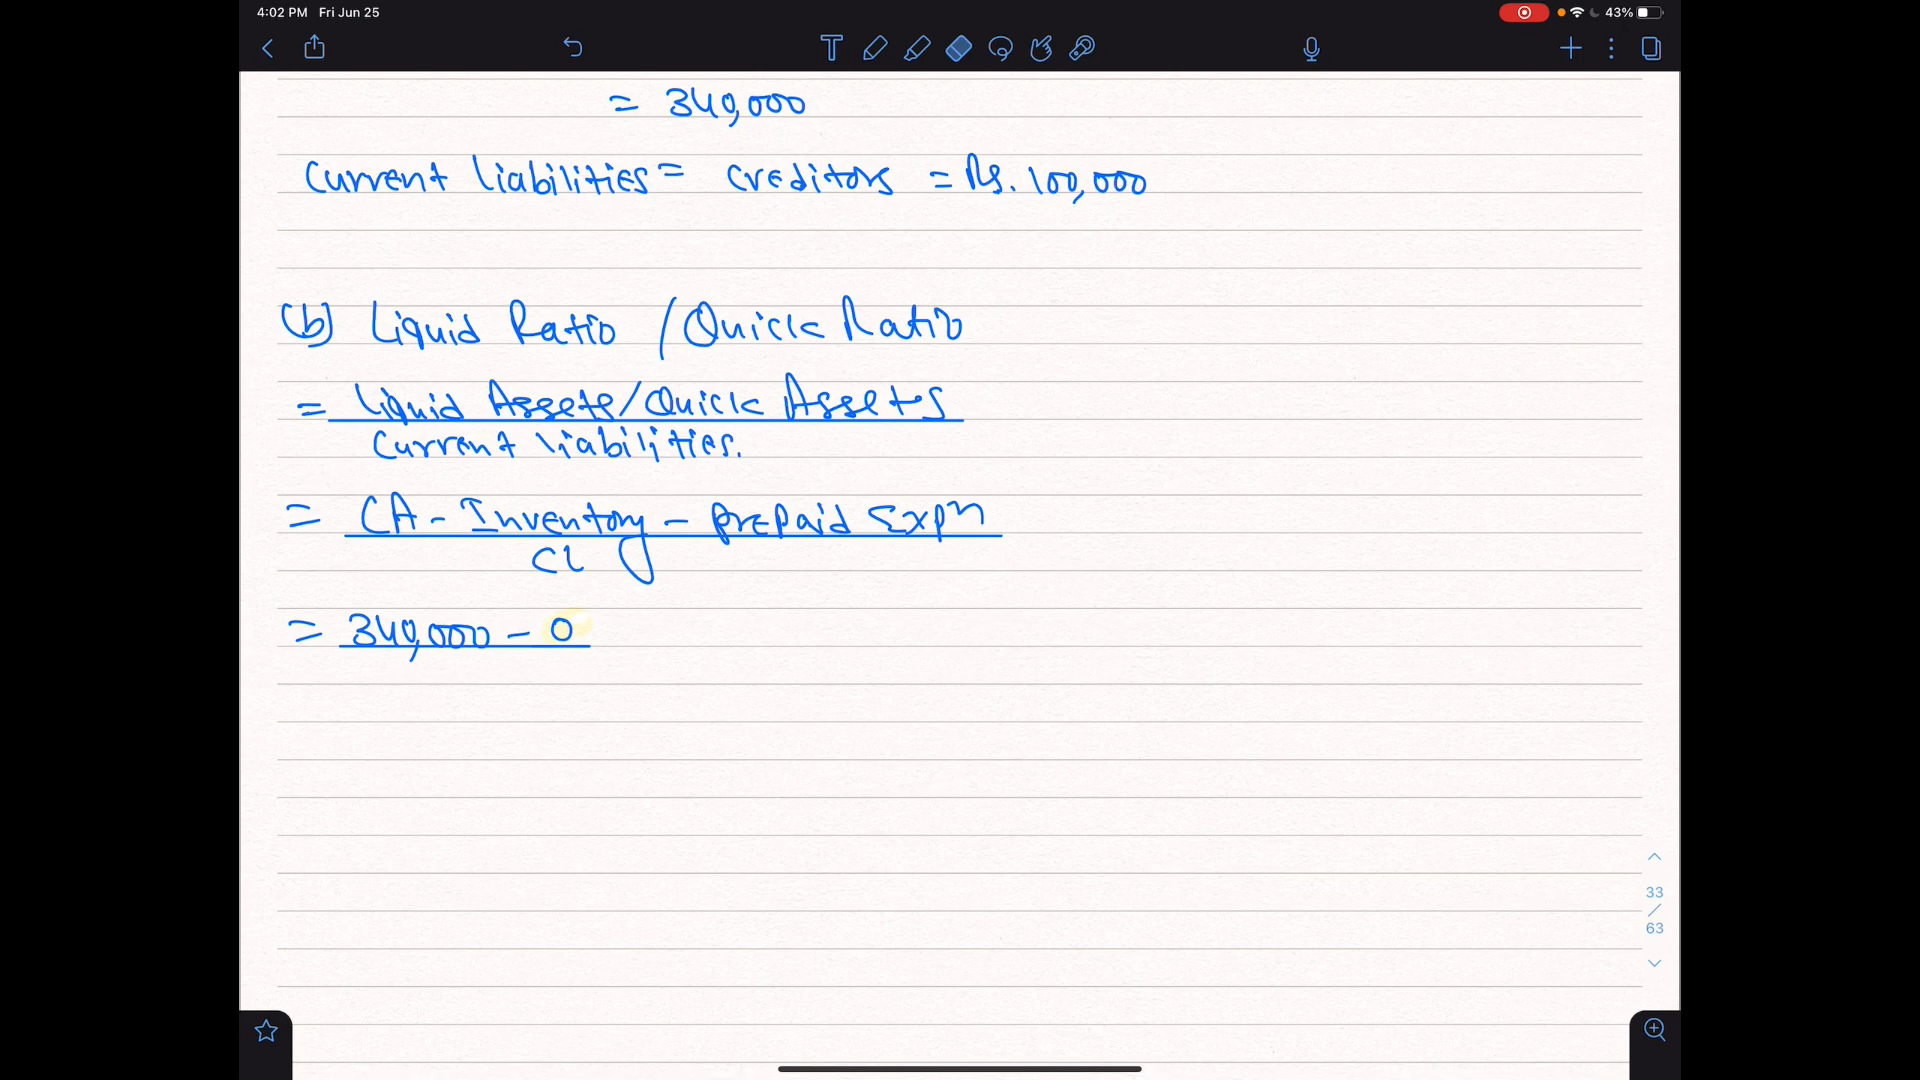 4:02 PM Fri Jun 25 43%
= 340,000
Current liabilities = creditors = Rs. 100,000
(b) Liquid Ratio / Quick Ratio
= Liquid Assets/Quick Assets
Current liabilities.
= CA - Inventory - prepaid Expn
CL
= 340,000 - 0
33
/
63